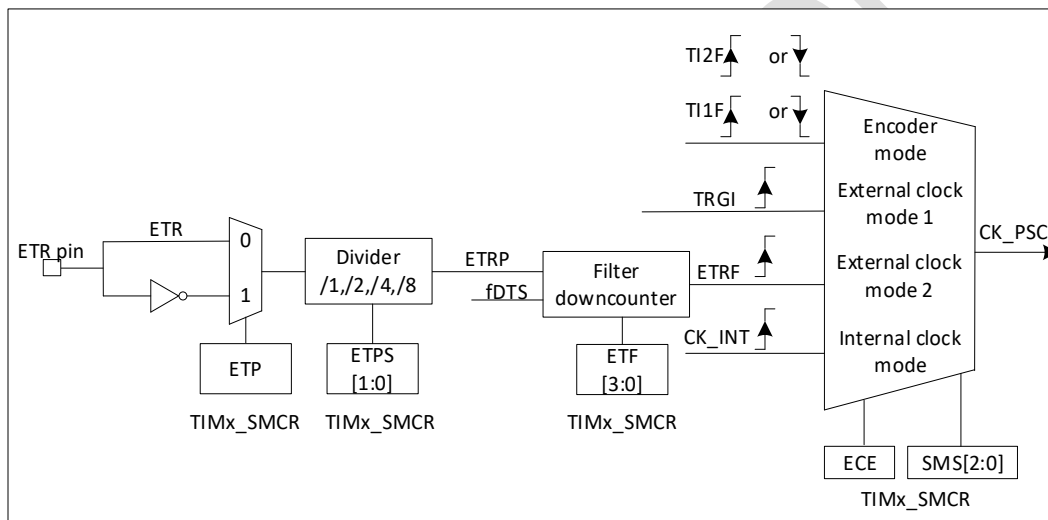 TI2F or
TI1F or
Encoder
mode
TRGI
External clock
mode 1
CK_PSC
ETR pin
ETR
0
1
Divider
/1,/2,/4,/8
ETRP
fDTS
Filter
downcounter
ETRF
External clock
mode 2
CK_INT
Internal clock
mode
ETP
ETPS
[1:0]
ETF
[3:0]
TIMx_SMCR
TIMx_SMCR
TIMx_SMCR
ECE
SMS[2:0]
TIMx_SMCR